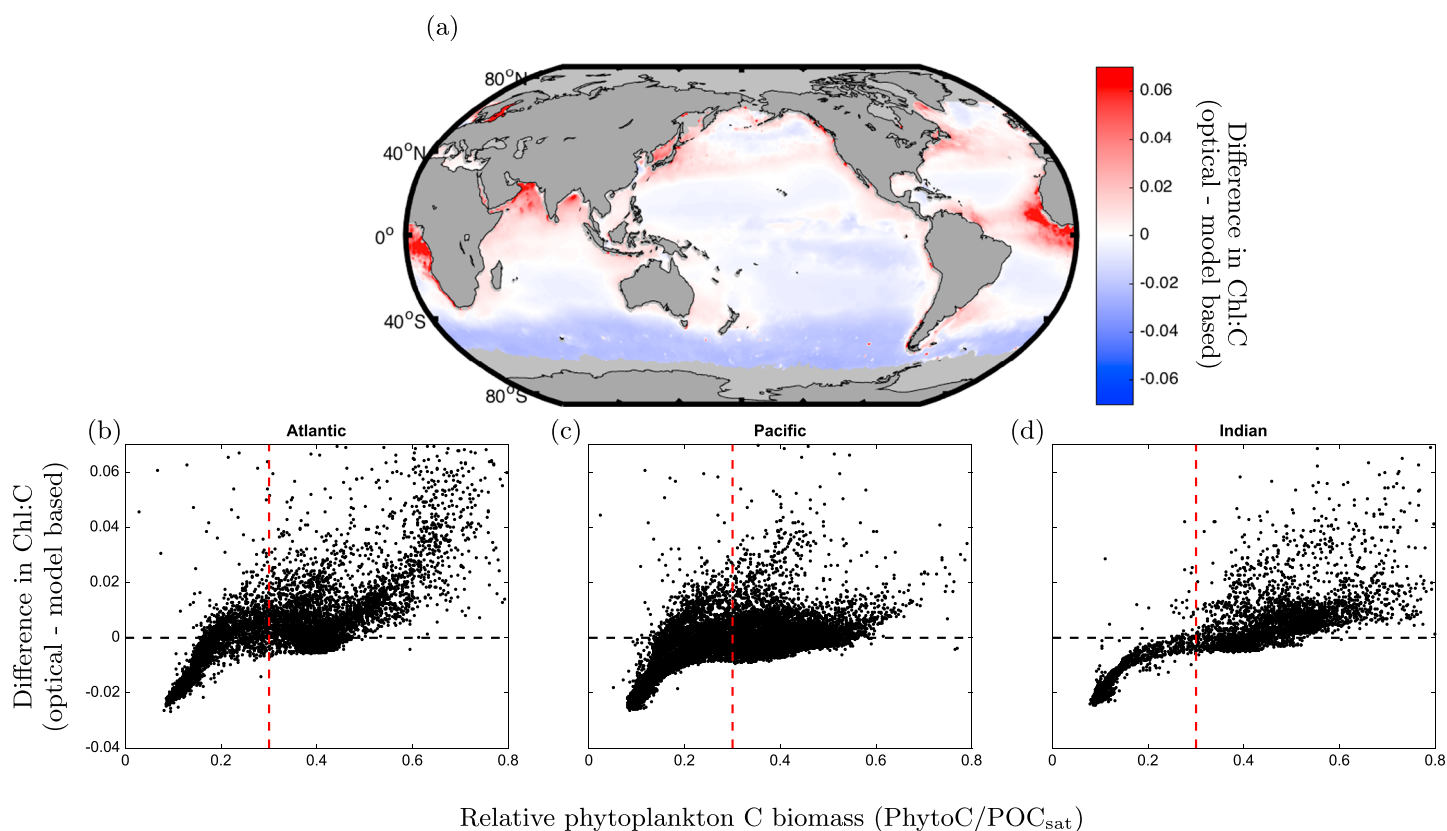 (a)
80°N
40°N
0°
40°S
80°S
0.06
0.04
0.02
0
-0.02
-0.04
-0.06
Difference in Chl:C
(optical - model based)
(b)
Atlantic
(c)
Pacific
(d)
Indian
Difference in Chl:C
(optical - model based)
0.06
0.04
0.02
0
-0.02
-0.04
0 0.2 0.4 0.6 0.8
0 0.2 0.4 0.6 0.8
0 0.2 0.4 0.6 0.8
Relative phytoplankton C biomass (PhytoC/POCsat)